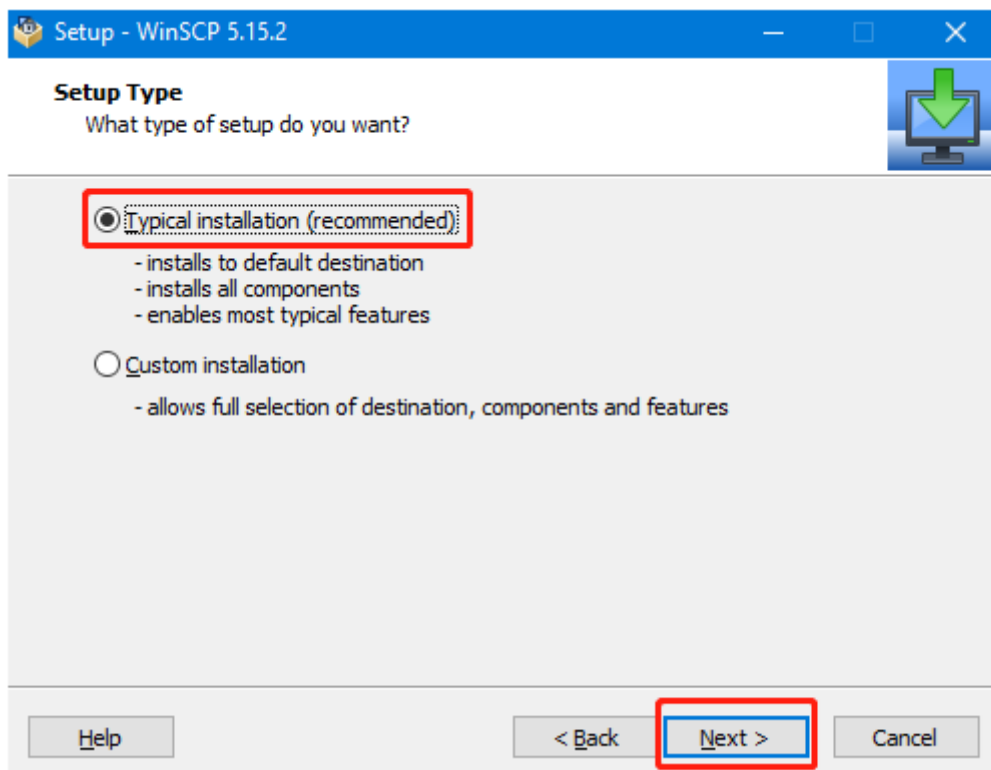 Setup - WinSCP 5.15.2
Setup Type
What type of setup do you want?
Typical installation (recommended)
- installs to default destination
- installs all components
- enables most typical features
Custom installation
- allows full selection of destination, components and features
Help
< Back
Next >
Cancel